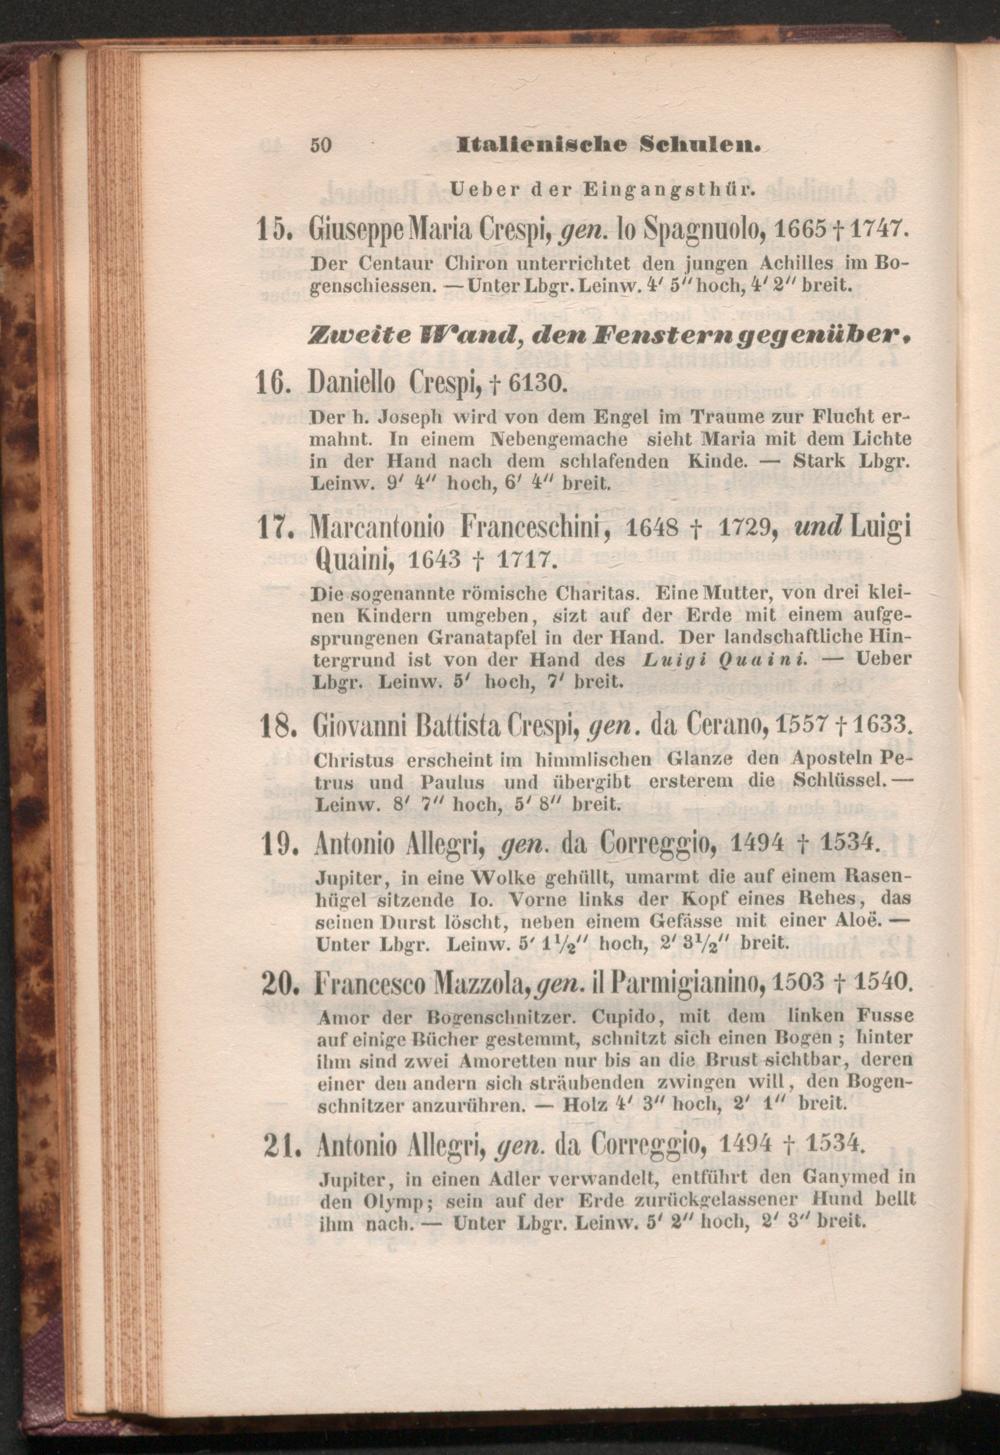 50 Italienische Schulen.
Ueber der Eingangsthür.
15. Giuseppe Maria Crespi, gen. lo Spagnuolo, 1665 † 1747.
Der Centaur Chiron unterrichtet den jungen Achilles im Bo-
genschiessen. — Unter Lbgr. Leinw. 4′ 5″ hoch, 4′ 2″ breit.
Zweite Wand, den Fenstern gegenüber.
16. Daniello Crespi, † 6130.
Der h. Joseph wird von dem Engel im Traume zur Flucht er-
mahnt. In einem Nebengemache sieht Maria mit dem Lichte
in der Hand nach dem schlafenden Kinde. — Stark Lbgr.
Leinw. 9′ 4″ hoch, 6′ 4″ breit.
17. Marcantonio Franceschini, 1648 † 1729, und Luigi
Quaini, 1643 † 1717.
Die sogenannte römische Charitas. Eine Mutter, von drei klei-
nen Kindern umgeben, sizt auf der Erde mit einem aufge-
sprungenen Granatapfel in der Hand. Der landschaftliche Hin-
tergrund ist von der Hand des Luigi Quaini. — Ueber
Lbgr. Leinw. 5′ hoch, 7′ breit.
18. Giovanni Battista Crespi, gen. da Cerano, 1557 † 1633.
Christus erscheint im himmlischen Glanze den Aposteln Pe-
trus und Paulus und übergibt ersterem die Schlüssel. —
Leinw. 8′ 7″ hoch, 5′ 8″ breit.
19. Antonio Allegri, gen. da Correggio, 1494 † 1534.
Jupiter, in eine Wolke gehüllt, umarmt die auf einem Rasen-
hügel sitzende Io. Vorne links der Kopf eines Rehes, das
seinen Durst löscht, neben einem Gefässe mit einer Aloë. —
Unter Lbgr. Leinw. 5′ 1½″ hoch, 2′ 3½″ breit.
20. Francesco Mazzola, gen. il Parmigianino, 1503 † 1540.
Amor der Bogenschnitzer. Cupido, mit dem linken Fusse
auf einige Bücher gestemmt, schnitzt sich einen Bogen ; hinter
ihm sind zwei Amoretten nur bis an die Brust sichtbar, deren
einer den andern sich sträubenden zwingen will, den Bogen-
schnitzer anzurühren. — Holz 4′ 3″ hoch, 2′ 1″ breit.
21. Antonio Allegri, gen. da Correggio, 1494 † 1534.
Jupiter, in einen Adler verwandelt, entführt den Ganymed in
den Olymp; sein auf der Erde zurückgelassener Hund bellt
ihm nach. — Unter Lbgr. Leinw. 5′ 2″ hoch, 2′ 3″ breit.